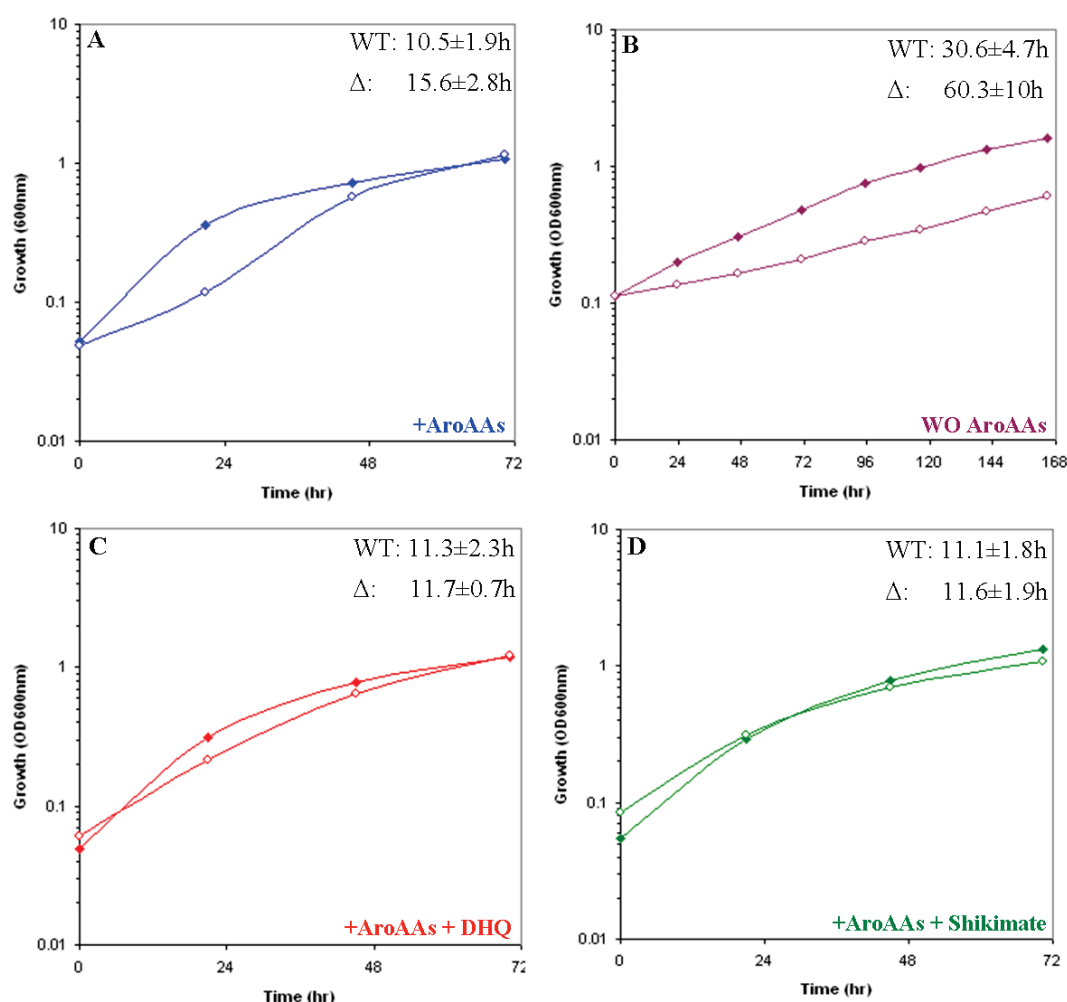 A
WT: 10.5±1.9h
Δ: 15.6±2.8h
10
1
0.1
0.01
Growth (600nm)
+AroAAs
0 24 48 72
Time (hr)
B
WT: 30.6±4.7h
Δ: 60.3±10h
10
1
0.1
0.01
Growth (OD600nm)
WO AroAAs
0 24 48 72 96 120 144 168
Time (hr)
C
WT: 11.3±2.3h
Δ: 11.7±0.7h
10
1
0.1
0.01
Growth (OD600nm)
+AroAAs + DHQ
0 24 48 72
Time (hr)
D
WT: 11.1±1.8h
Δ: 11.6±1.9h
10
1
0.1
0.01
Growth (OD600nm)
+AroAAs + Shikimate
0 24 48 72
Time (hr)